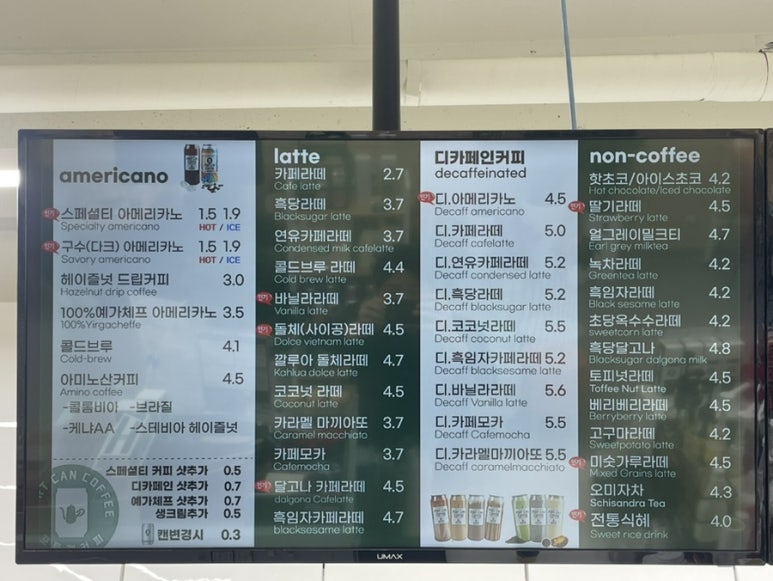 americano
인기 스페셜티 아메리카노 1.5 1.9
Specialty americano HOT / ICE
인기 구수(다크) 아메리카노 1.5 1.9
Savory americano HOT / ICE
헤이즐넛 드립커피 3.0
Hazelnut drip coffee
100%예가체프 아메리카노 3.5
100%Yirgacheffe
콜드브루 4.1
Cold-brew
아미노산커피 4.5
Amino coffee
-콜롬비아 -브라질
-케냐AA -스테비아 헤이즐넛
스페셜티 커피 샷추가 0.5
디카페인 샷추가 0.7
예가체프 샷추가 0.7
생크림추가 0.5
캔변경시 0.3
CAN COFFEE
latte
카페라떼 2.7
Cafe latte
흑당라떼 3.7
Blacksugar latte
연유카페라떼 3.7
Condensed milk cafelatte
콜드브루 라떼 4.4
Cold brew latte
인기 바닐라라떼 3.7
Vanilla latte
인기 돌체(사이공)라떼 4.5
Dolce vietnam latte
깔루아 돌체라떼 4.7
Kahlua dolce latte
코코넛 라떼 4.5
Coconut latte
카라멜 마끼아또 3.7
Caramel macchiato
카페모카 3.7
Cafemocha
인기 달고나 카페라떼 4.5
dalgona Cafelatte
흑임자카페라떼 4.7
blacksesame latte
디카페인커피
decaffeinated
인기 디.아메리카노 4.5
Decaff americano
디.카페라떼 5.0
Decaff cafelatte
디.연유카페라떼 5.2
Decaff condensed latte
디.흑당라떼 5.2
Decaff blacksugar latte
디.코코넛라떼 5.5
Decaff coconut latte
디.흑임자카페라떼 5.2
Decaff blacksesame latte
디.바닐라라떼 5.6
Decaff Vanilla latte
디.카페모카 5.5
Decaff Cafemocha
디.카라멜마끼아또 5.5
Decaff caramelmacchiato
non-coffee
핫초코/아이스초코 4.2
Hot chocolate/Iced chocolate
인기 딸기라떼 4.5
Strawberry latte
얼그레이밀크티 4.7
Earl grey milktea
녹차라떼 4.2
Greentea latte
흑임자라떼 4.2
Black sesame latte
초당옥수수라떼 4.2
sweetcorn latte
흑당달고나 4.8
Blacksugar dalgona milk
토피넛라떼 4.5
Toffee Nut Latte
베리베리라떼 4.5
Berryberry latte
고구마라떼 4.2
Sweetpotato latte
인기 미숫가루라떼 4.5
Mixed Grains latte
오미자차 4.3
Schisandra Tea
인기 전통식혜 4.0
Sweet rice drink
UMAX